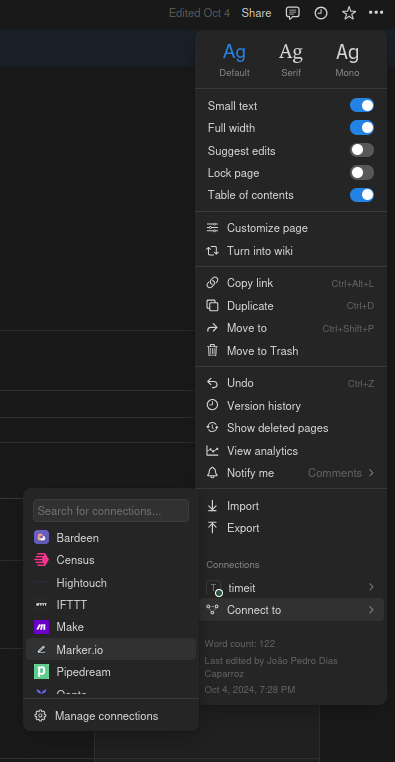 Edited Oct 4 Share
Ag Ag Ag
Default Serif Mono
Small text
Full width
Suggest edits
Lock page
Table of contents
Customize page
Turn into wiki
Copy link Ctrl+Alt+L
Duplicate Ctrl+D
Move to Ctrl+Shift+P
Move to Trash
Undo Ctrl+Z
Version history
Show deleted pages
View analytics
Notify me Comments
Import
Export
Connections
T timeit
Connect to
Word count: 122
Last edited by João Pedro Dias
Caparroz
Oct 4, 2024, 7:28 PM
Search for connections...
Bardeen
Census
Hightouch
IFTTT
Make
Marker.io
Pipedream
Manage connections